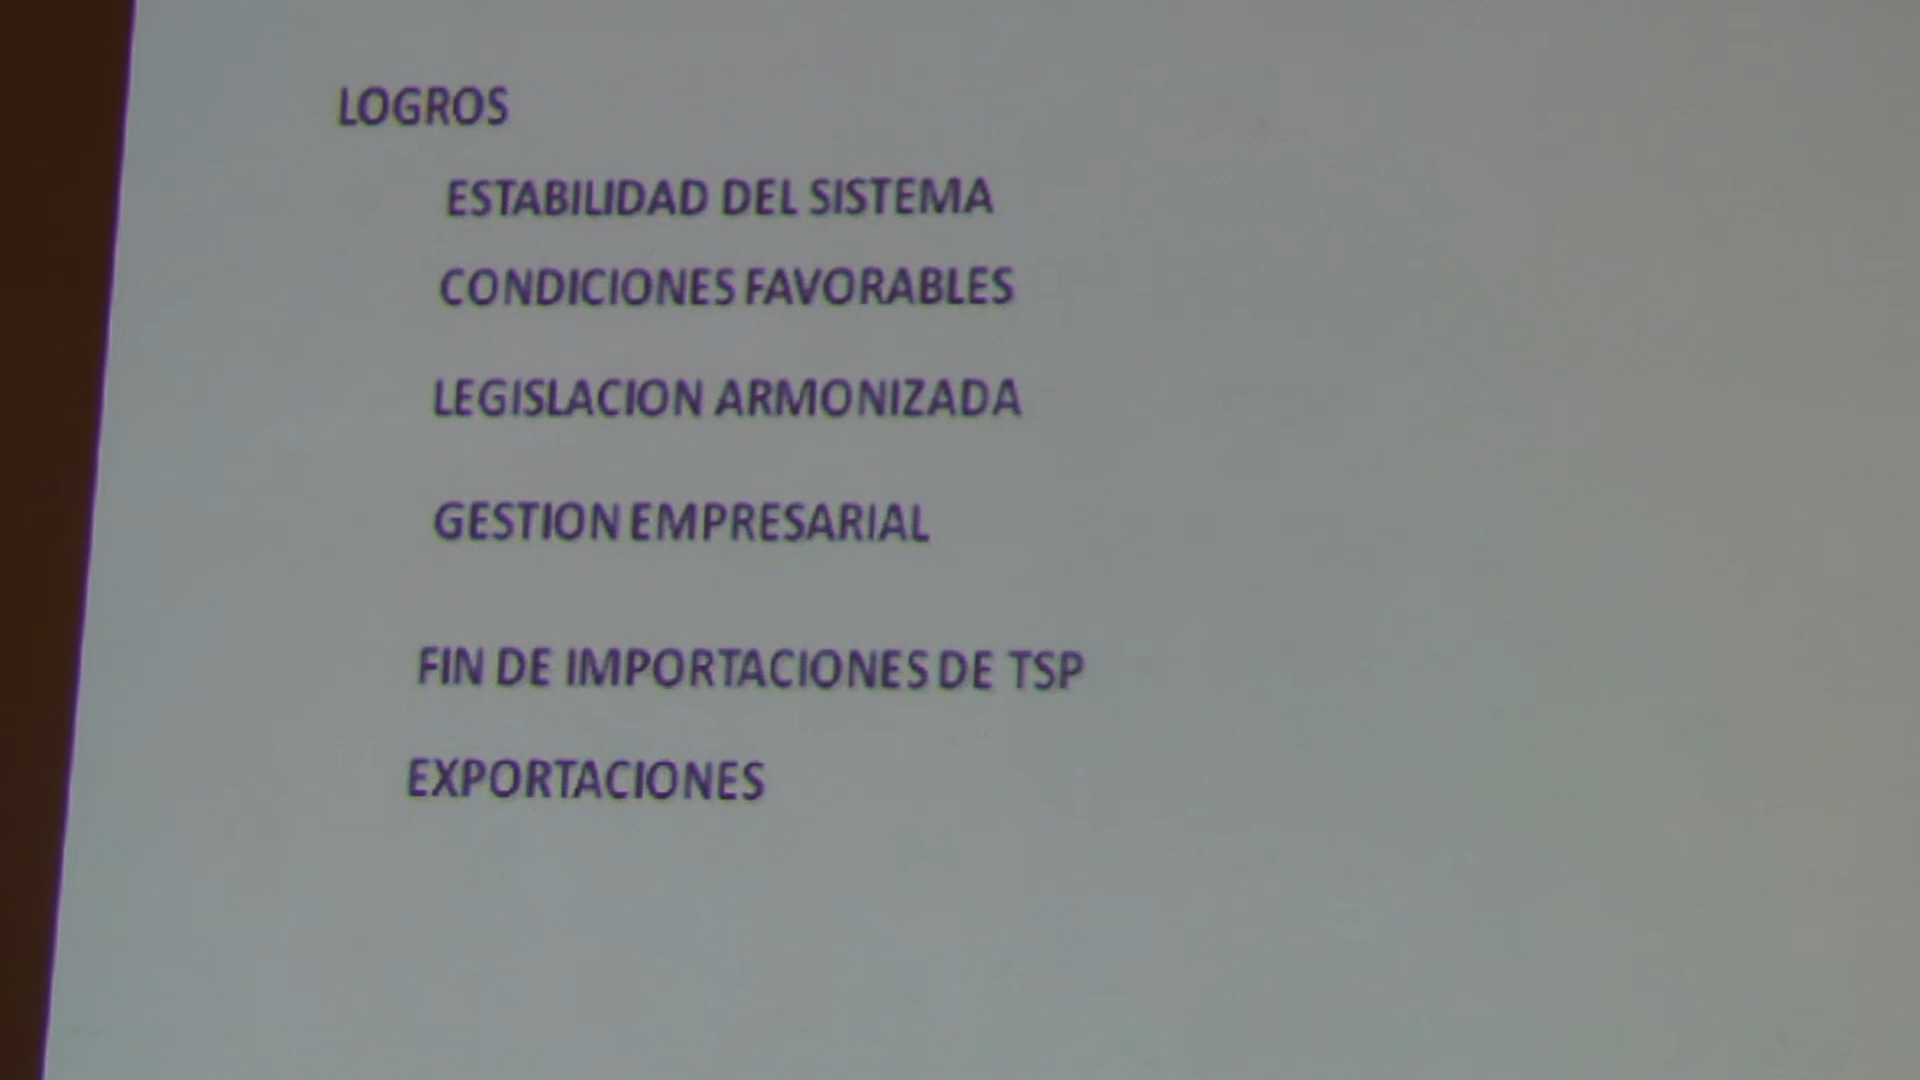 LOGROS
ESTABILIDAD DEL SISTEMA
CONDICIONES FAVORABLES
LEGISLACION ARMONIZADA
GESTION EMPRESARIAL
FIN DE IMPORTACIONES DE TSP
EXPORTACIONES